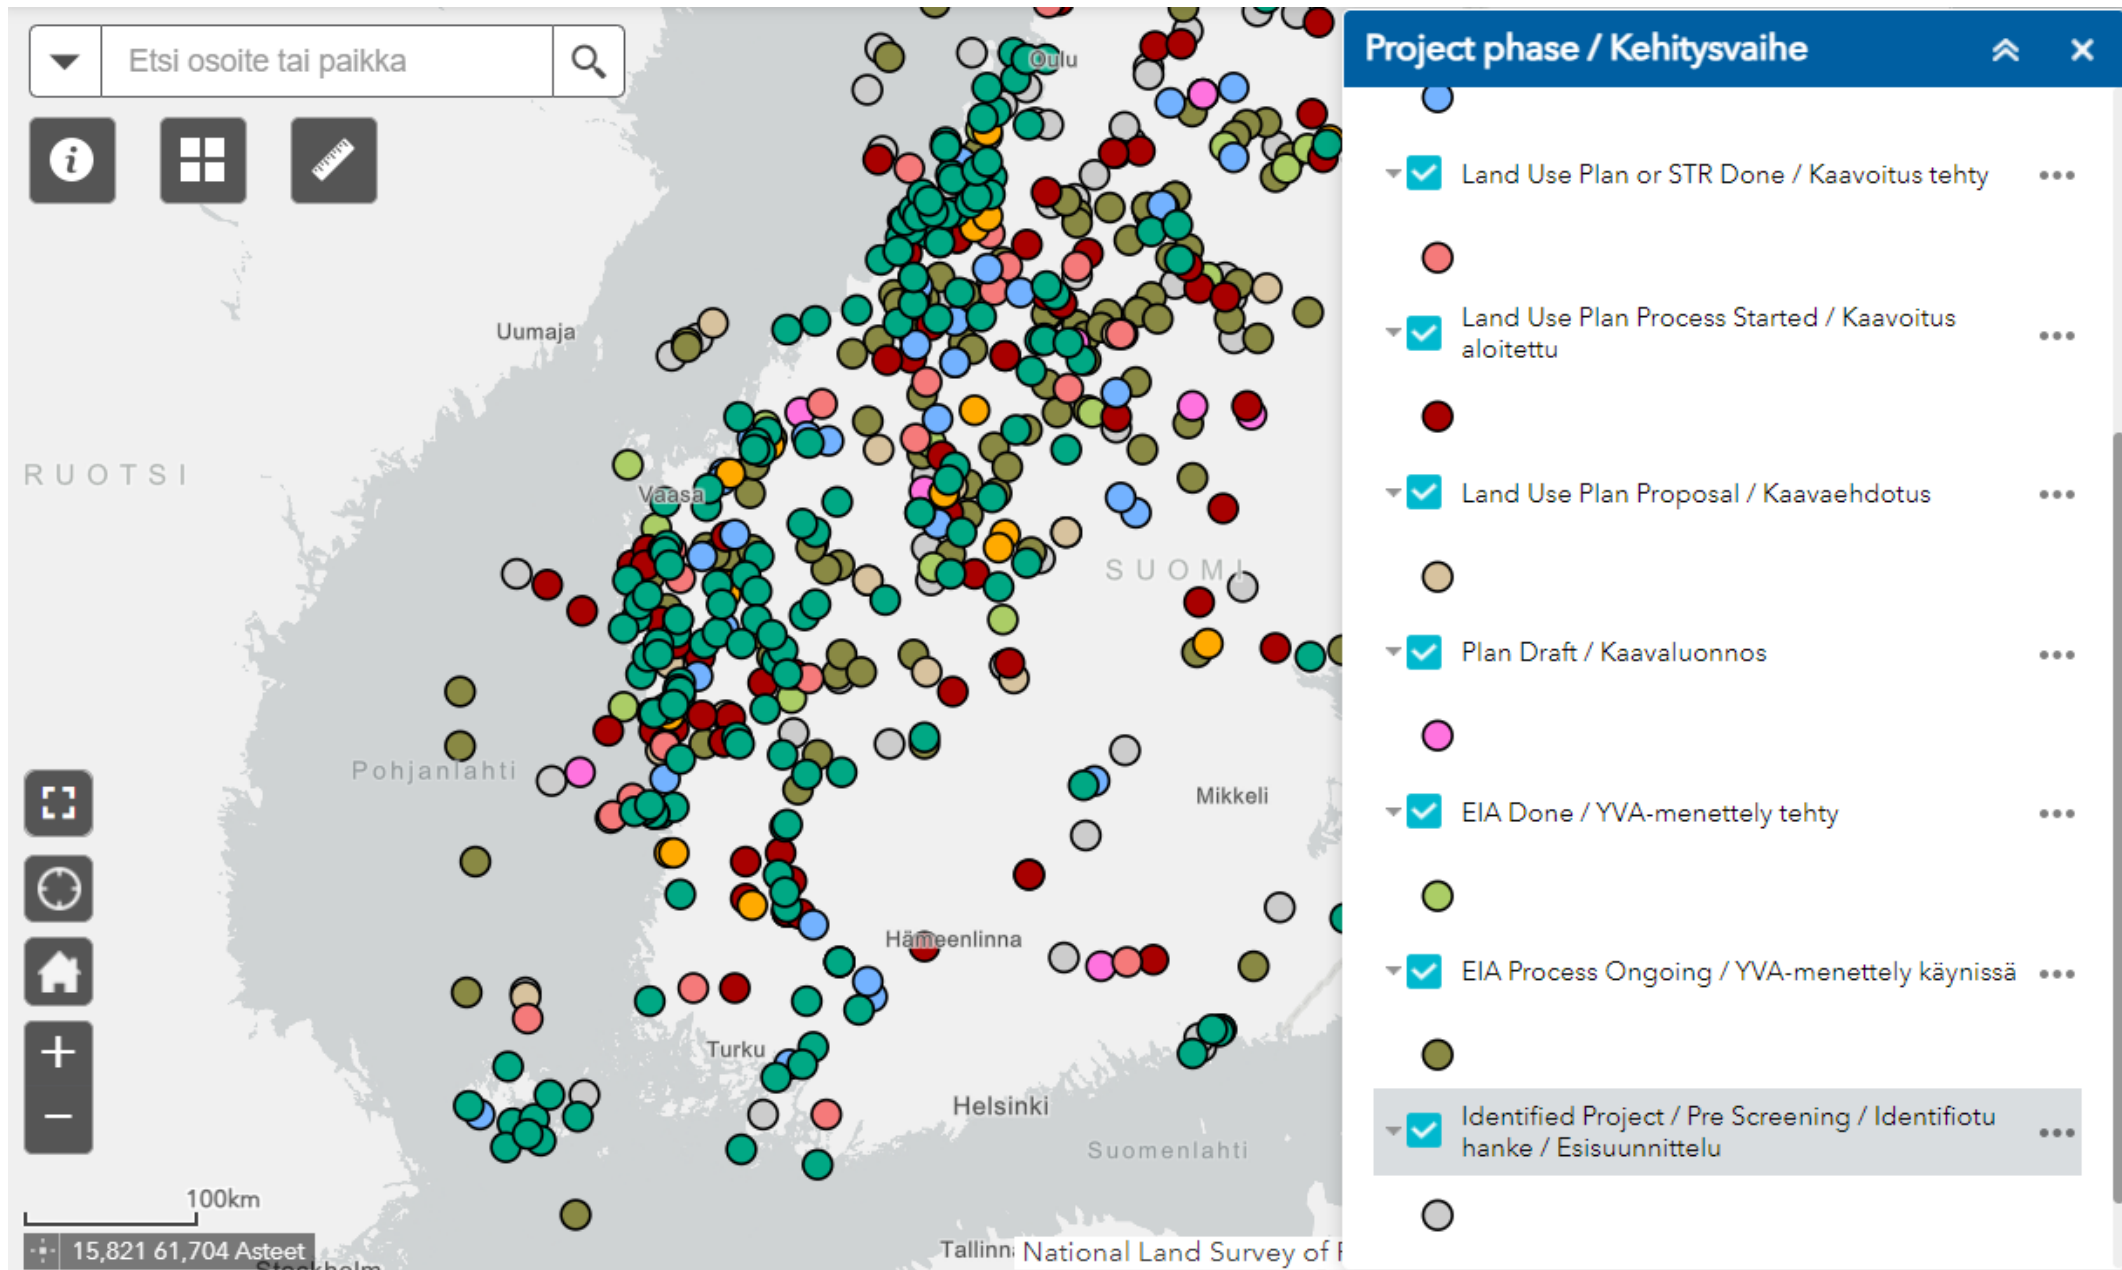 Etsi osoite tai paikka
Project phase / Kehitysvaihe
Land Use Plan or STR Done / Kaavoitus tehty
Land Use Plan Process Started / Kaavoitus
aloitettu
Land Use Plan Proposal / Kaavaehdotus
Plan Draft / Kaavaluonnos
EIA Done / YVA-menettely tehty
EIA Process Ongoing / YVA-menettely käynissä
Identified Project / Pre Screening / Identifiotu
hanke / Esisuunnittelu
Oulu
Uumaja
RUOTSI
Vaasa
SUOMI
Pohjanlahti
Mikkeli
Hämeenlinna
Turku
Helsinki
Suomenlahti
100km
15,821 61,704 Asteet
Stockholm
Tallinna
National Land Survey of F